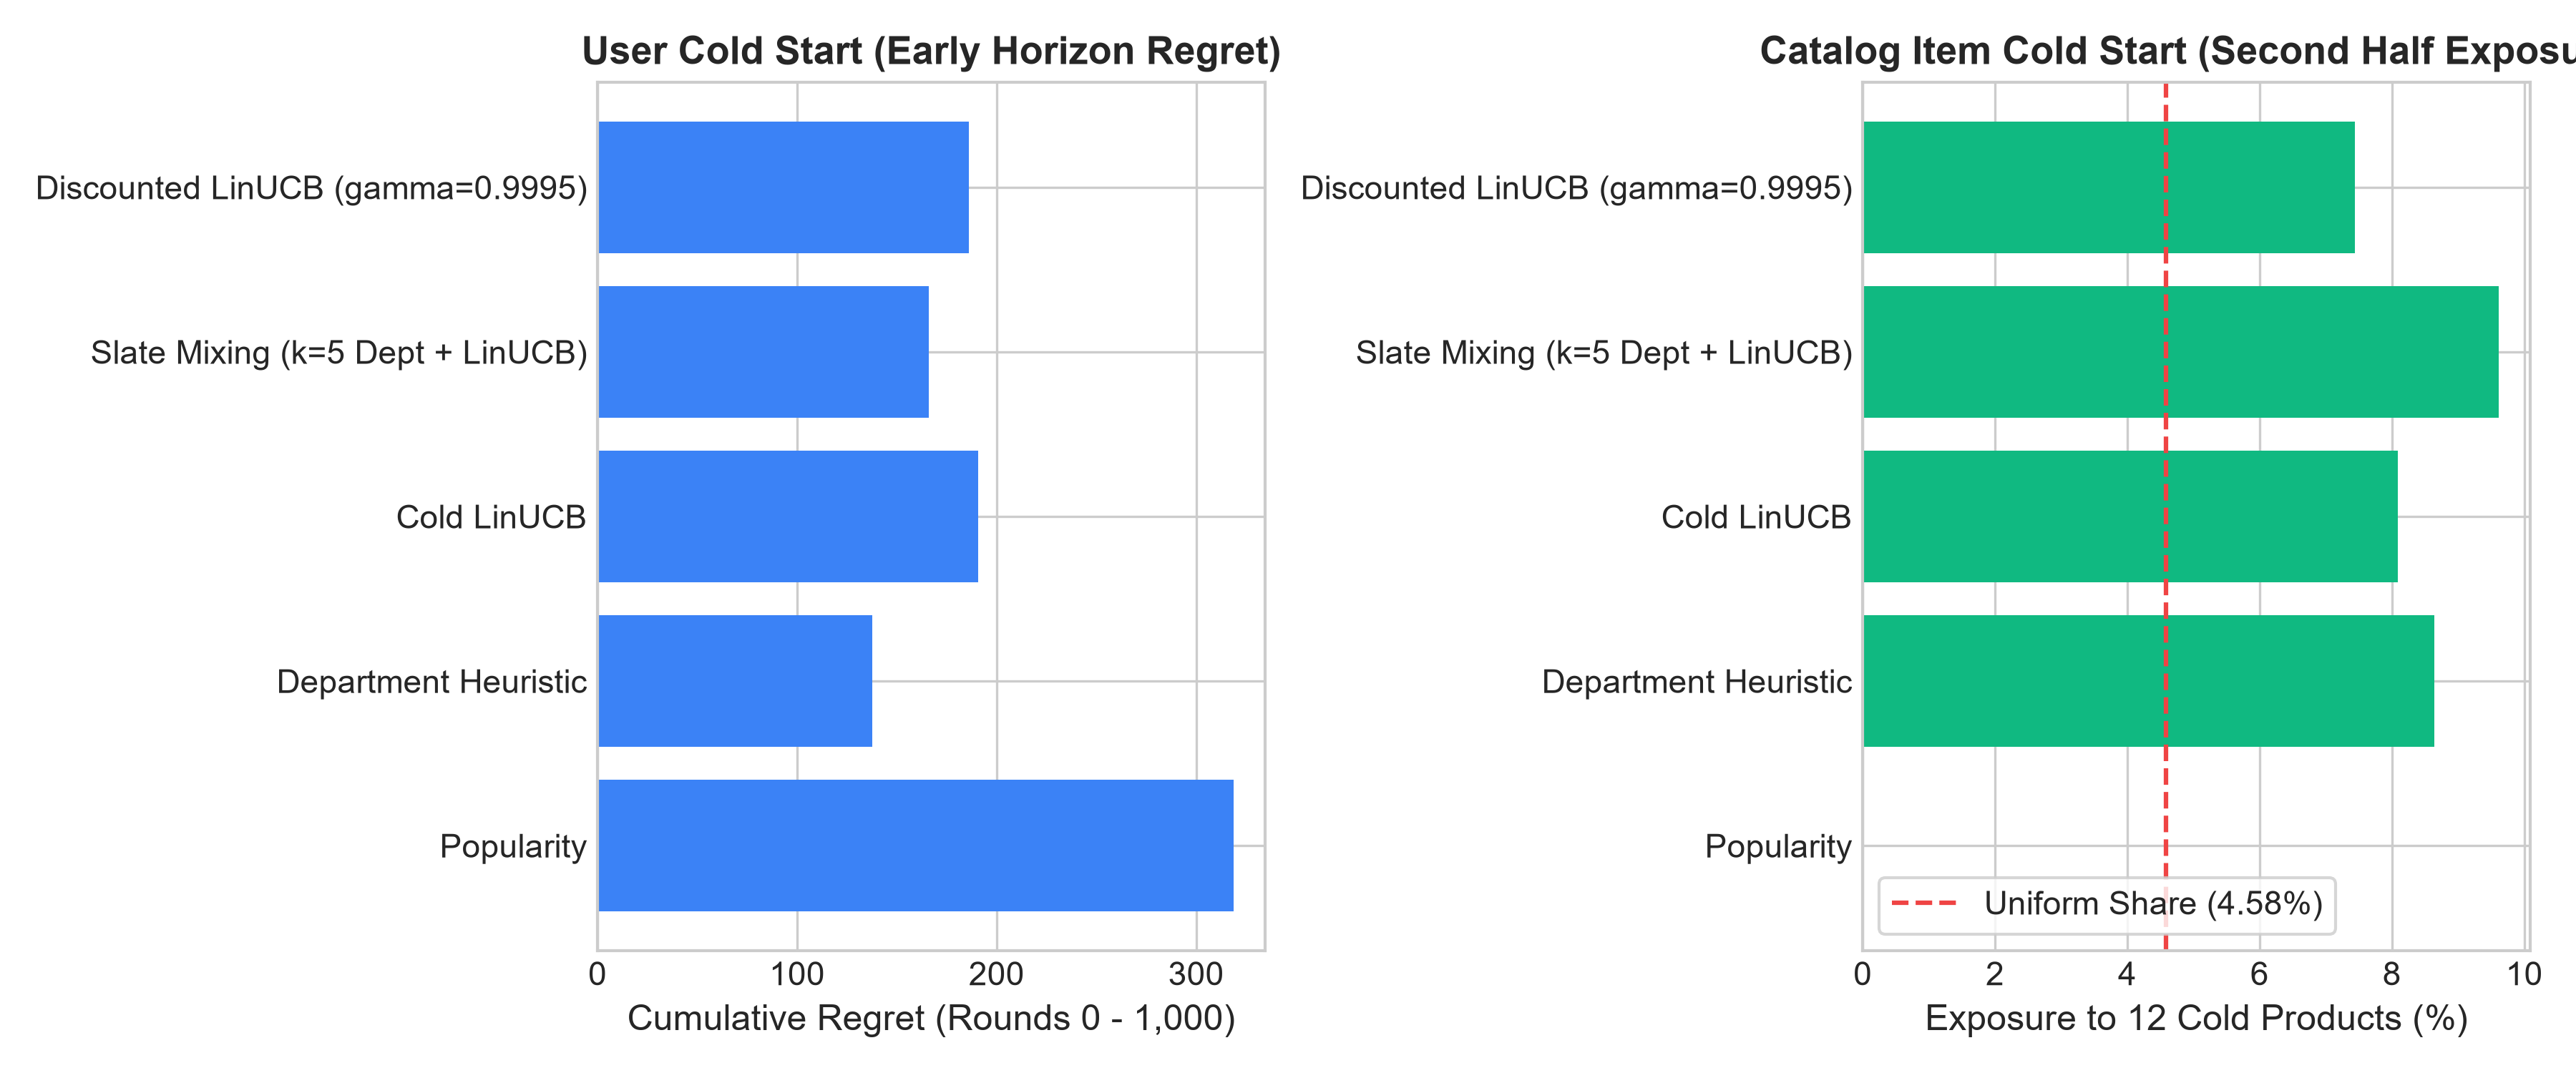 User Cold Start (Early Horizon Regret)
Discounted LinUCB (gamma=0.9995)
Slate Mixing (k=5 Dept + LinUCB)
Cold LinUCB
Department Heuristic
Popularity
0 100 200 300
Cumulative Regret (Rounds 0 - 1,000)
Catalog Item Cold Start (Second Half Exposu
Discounted LinUCB (gamma=0.9995)
Slate Mixing (k=5 Dept + LinUCB)
Cold LinUCB
Department Heuristic
Popularity
Uniform Share (4.58%)
0 2 4 6 8 10
Exposure to 12 Cold Products (%)